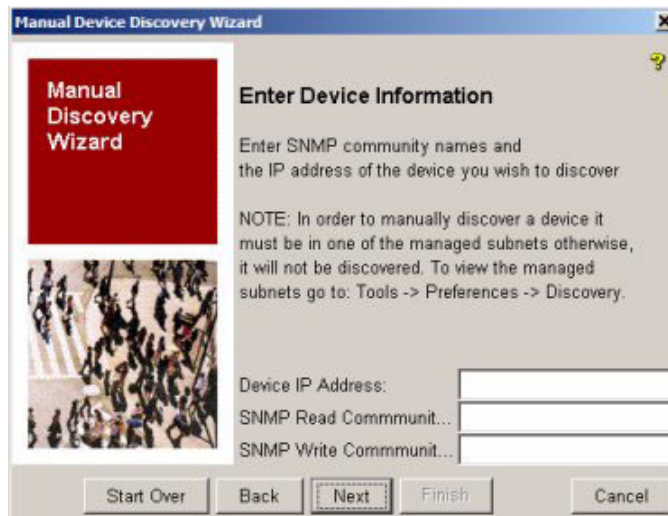 Manual Device Discovery Wizard
Manual
Discovery
Wizard
Enter Device Information
Enter SNMP community names and
the IP address of the device you wish to discover
NOTE: In order to manually discover a device it
must be in one of the managed subnets otherwise,
it will not be discovered. To view the managed
subnets go to: Tools -> Preferences -> Discovery.
Device IP Address:
SNMP Read Commmunit...
SNMP Write Commmunit...
Start Over Back Next Finish Cancel